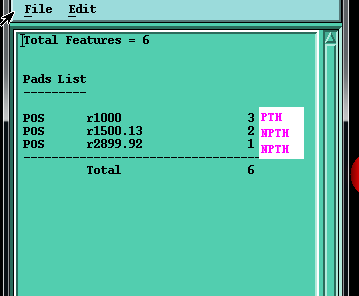 File Edit
Total Features = 6
Pads List
---------
POS r1000 3 PTH
POS r1500.13 2 NPTH
POS r2899.92 1 NPTH
---------------------------------
Total 6